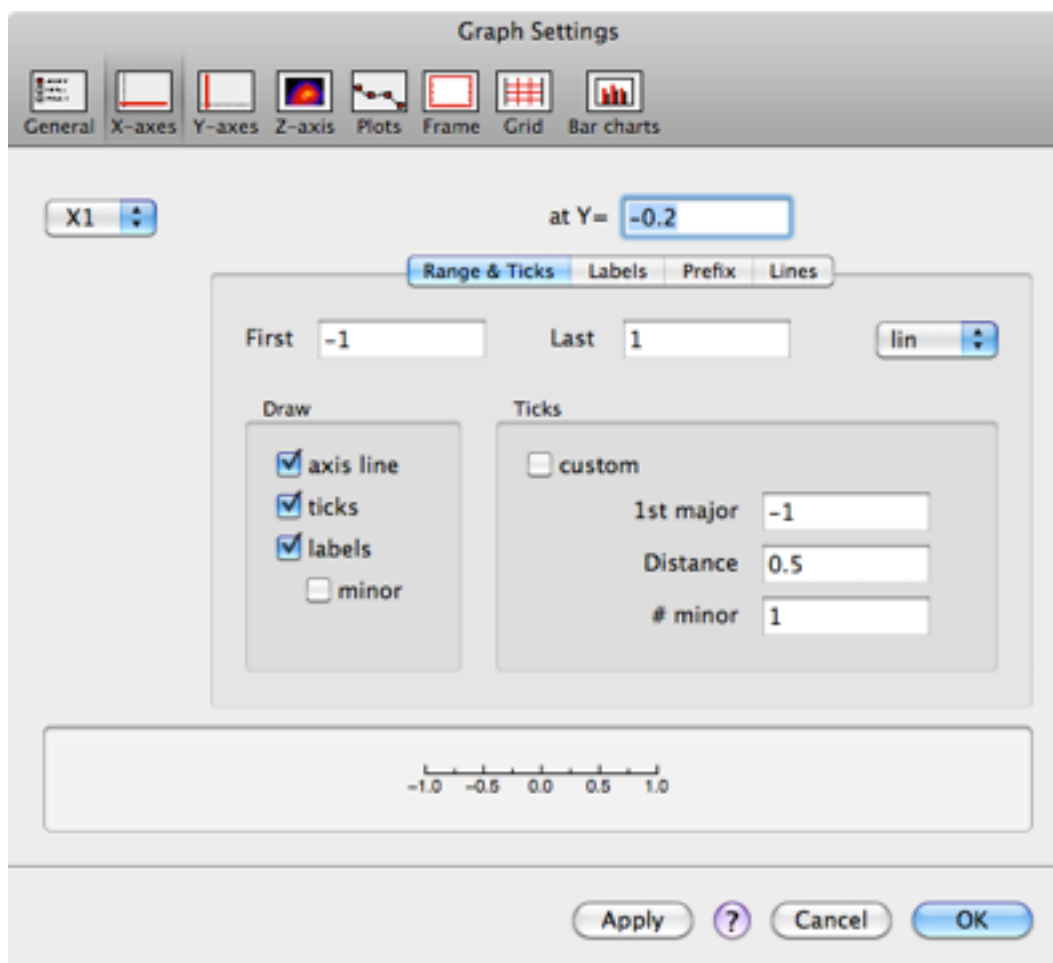 Graph Settings
General X-axes Y-axes Z-axis Plots Frame Grid Bar charts
X1 at Y= -0.2
Range & Ticks Labels Prefix Lines
First -1 Last 1 lin
Draw Ticks
axis line custom
ticks 1st major -1
labels Distance 0.5
minor # minor 1
-1.0 -0.5 0.0 0.5 1.0
Apply ? Cancel OK